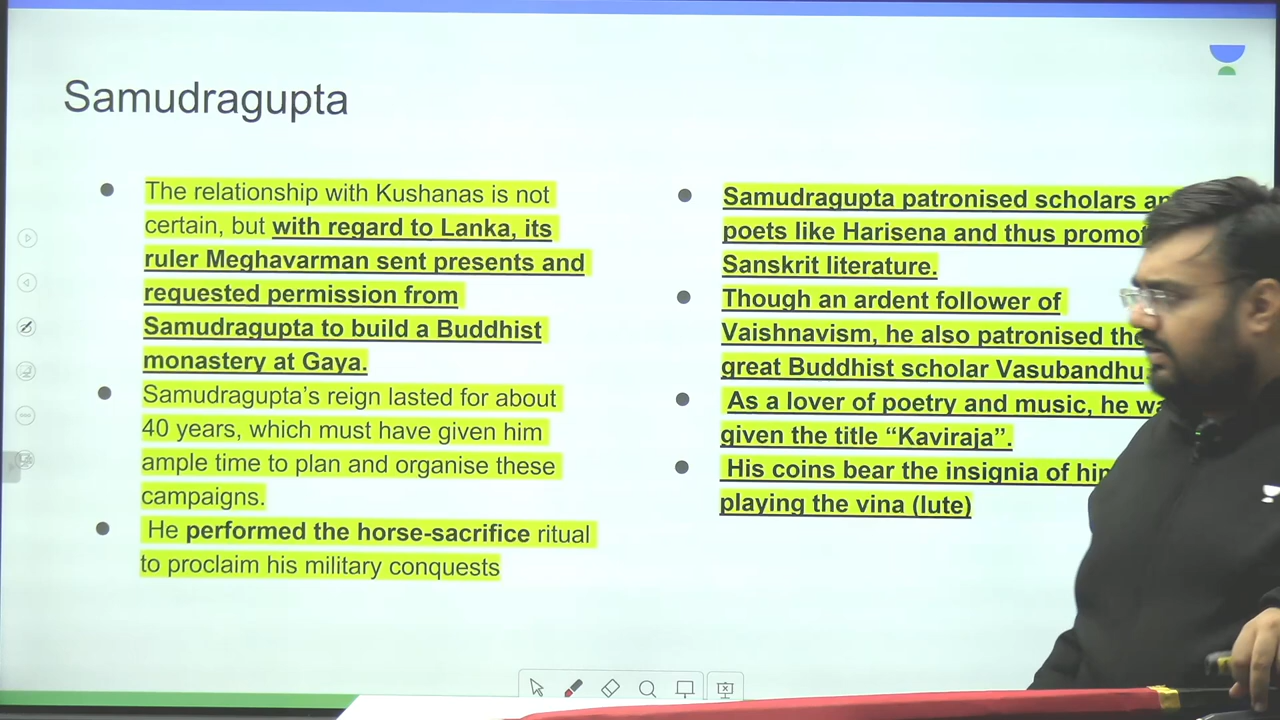 Samudragupta
The relationship with Kushanas is not
certain, but with regard to Lanka, its
ruler Meghavarman sent presents and
requested permission from
Samudragupta to build a Buddhist
monastery at Gaya.
Samudragupta’s reign lasted for about
40 years, which must have given him
ample time to plan and organise these
campaigns.
He performed the horse-sacrifice ritual
to proclaim his military conquests
Samudragupta patronised scholars
poets like Harisena and thus
Sanskrit literature.
Though an ardent follower of
Vaishnavism, he also patronised the
great Buddhist scholar Vasubandhu
As a lover of poetry and music, he
given the title “Kaviraja”.
His coins bear the insignia of
playing the vina (lute)